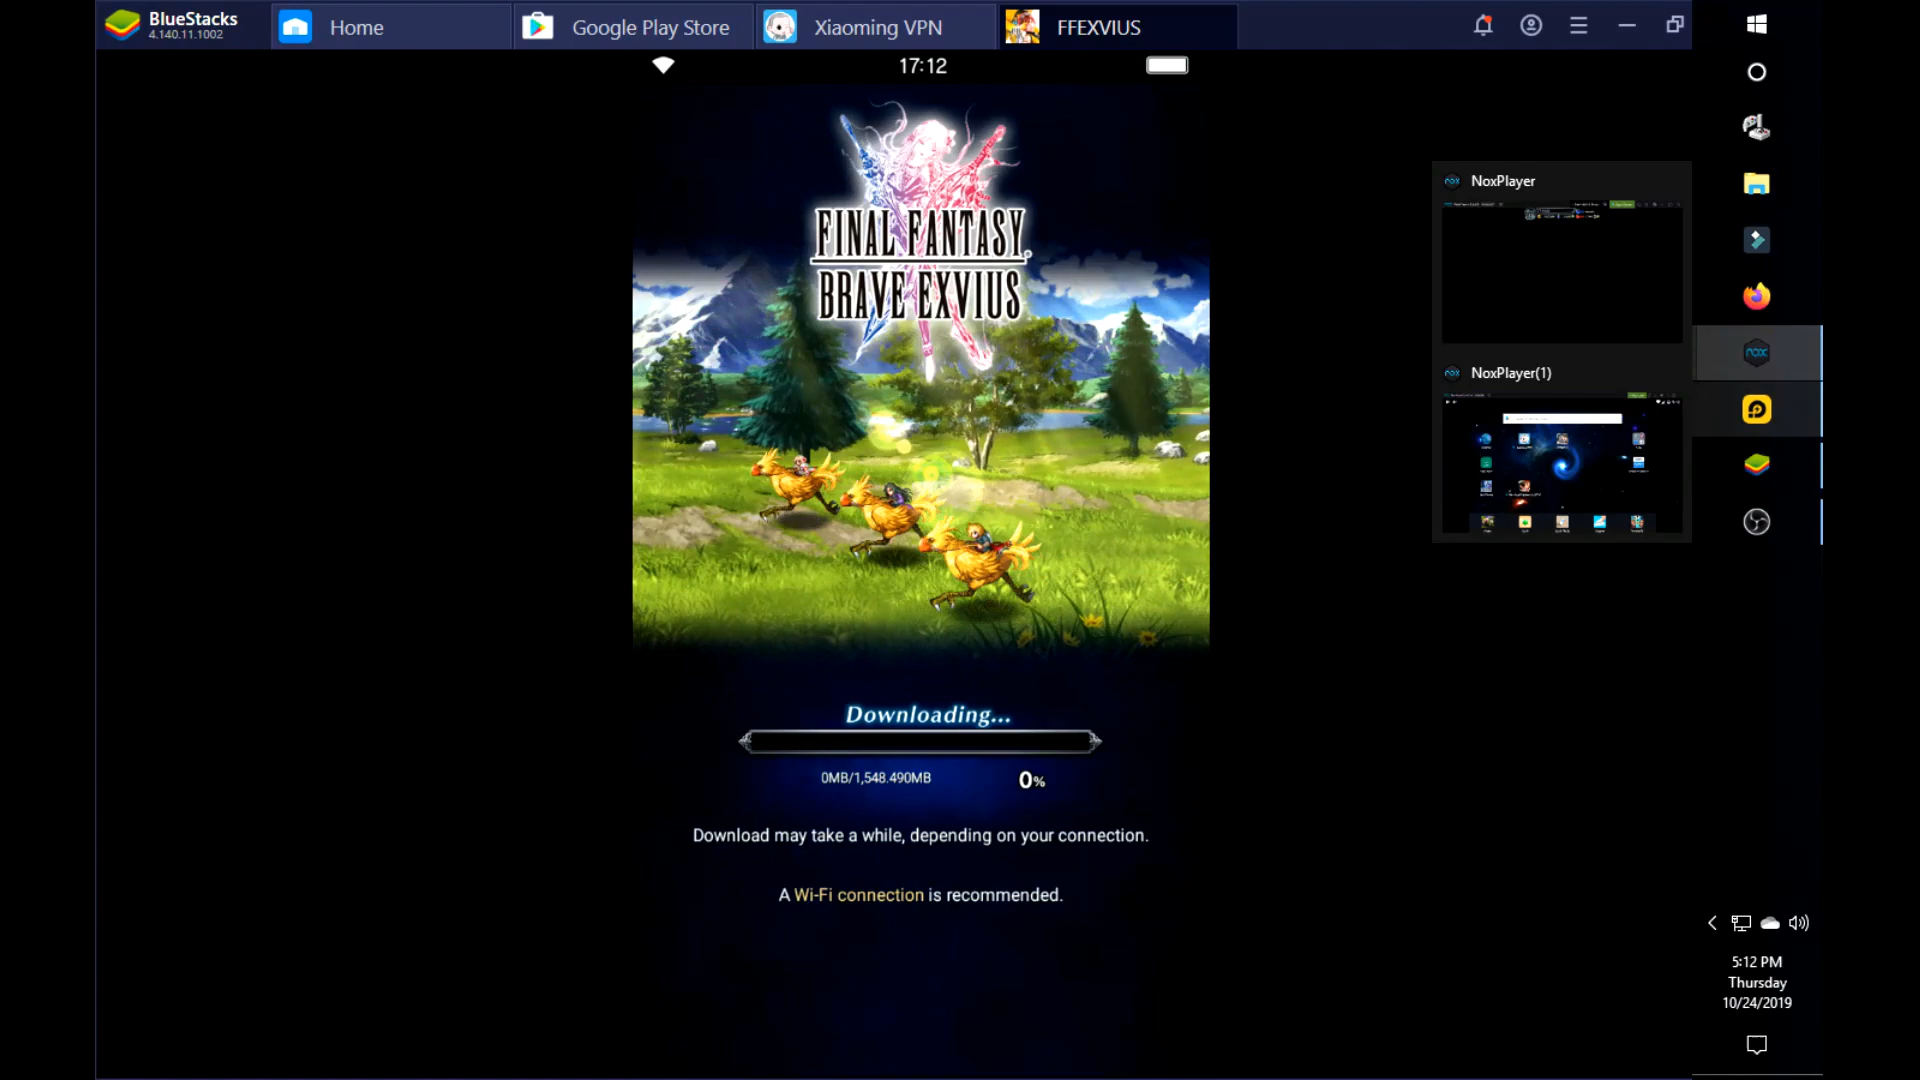 BlueStacks
4.140.11.1002
Home
Google Play Store
Xiaoming VPN
FFEXVIUS
17:12
FINAL FANTASY®
BRAVE EXVIUS
Downloading...
0MB/1,548.490MB
0%
Download may take a while, depending on your connection.
A Wi-Fi connection is recommended.
NoxPlayer
NoxPlayer(1)
nox
5:12 PM
Thursday
10/24/2019